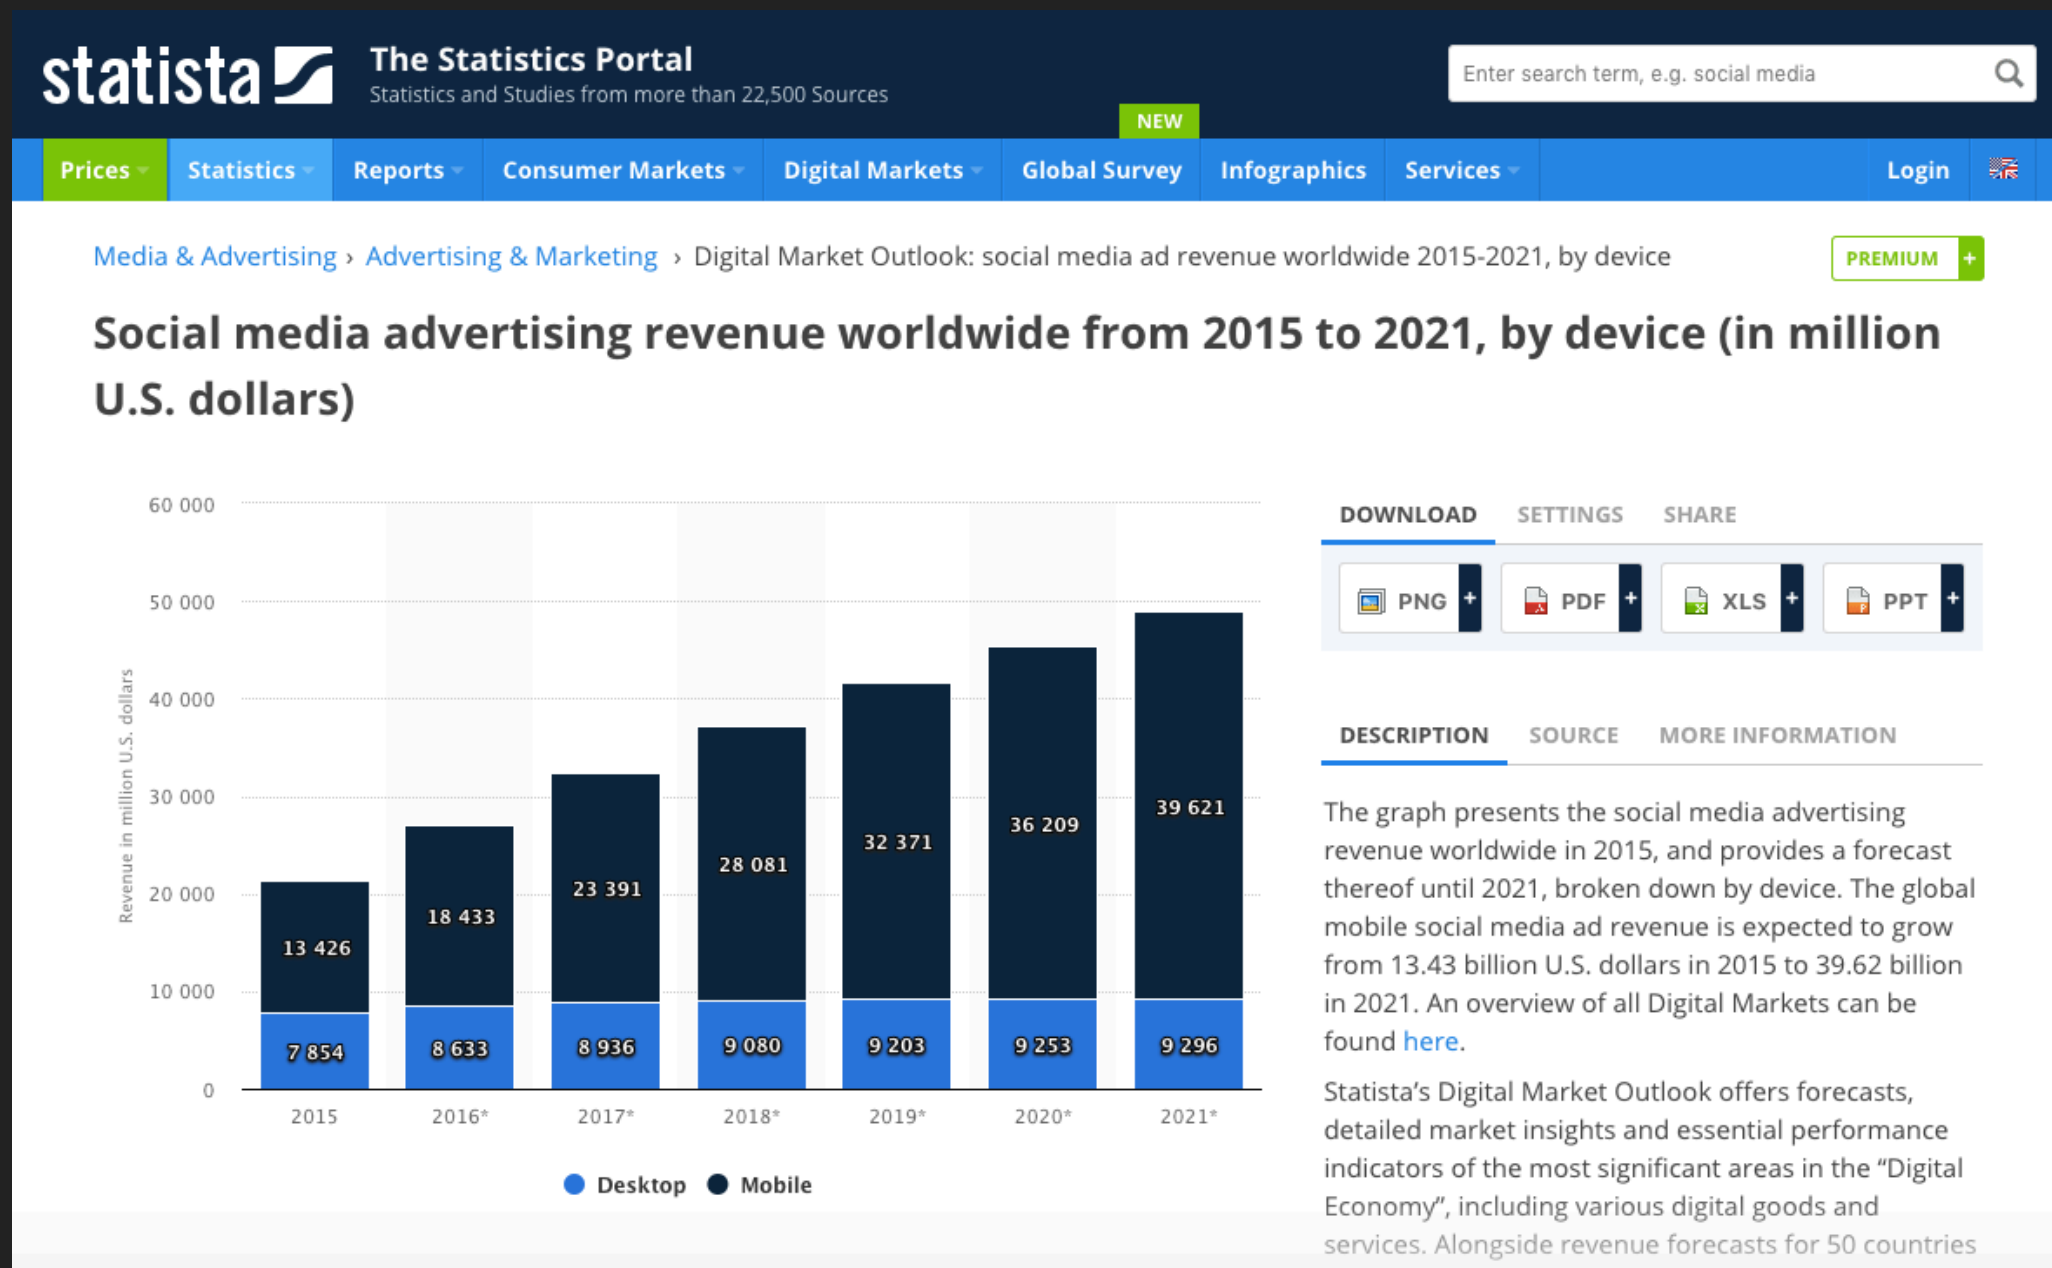 statista
The Statistics Portal
Statistics and Studies from more than 22,500 Sources
Enter search term, e.g. social media
NEW
Prices
Statistics
Reports
Consumer Markets
Digital Markets
Global Survey
Infographics
Services
Login
Media & Advertising › Advertising & Marketing › Digital Market Outlook: social media ad revenue worldwide 2015-2021, by device
PREMIUM +
Social media advertising revenue worldwide from 2015 to 2021, by device (in million
U.S. dollars)
Revenue in million U.S. dollars
60 000
50 000
40 000
30 000
20 000
10 000
0
13 426
18 433
23 391
28 081
32 371
36 209
39 621
7 854
8 633
8 936
9 080
9 203
9 253
9 296
2015
2016*
2017*
2018*
2019*
2020*
2021*
Desktop
Mobile
DOWNLOAD
SETTINGS
SHARE
PNG +
PDF +
XLS +
PPT +
DESCRIPTION
SOURCE
MORE INFORMATION
The graph presents the social media advertising
revenue worldwide in 2015, and provides a forecast
thereof until 2021, broken down by device. The global
mobile social media ad revenue is expected to grow
from 13.43 billion U.S. dollars in 2015 to 39.62 billion
in 2021. An overview of all Digital Markets can be
found here.
Statista’s Digital Market Outlook offers forecasts,
detailed market insights and essential performance
indicators of the most significant areas in the “Digital
Economy”, including various digital goods and
services. Alongside revenue forecasts for 50 countries